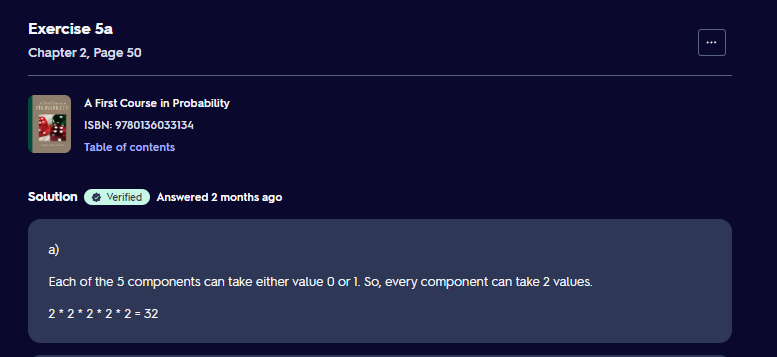 Exercise 5a
Chapter 2, Page 50
...
A First Course in Probability
ISBN: 9780136033134
Table of contents
Solution Verified Answered 2 months ago
a)
Each of the 5 components can take either value 0 or 1. So, every component can take 2 values.
2 * 2 * 2 * 2 * 2 = 32